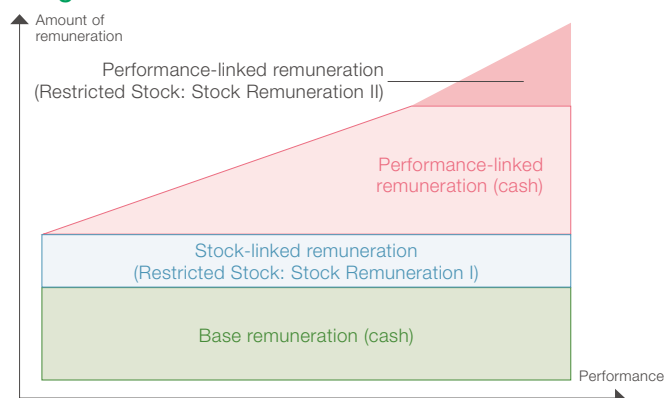 Amount of
remuneration
Performance-linked remuneration
(Restricted Stock: Stock Remuneration II)
Performance-linked
remuneration (cash)
Stock-linked remuneration
(Restricted Stock: Stock Remuneration I)
Base remuneration (cash)
Performance